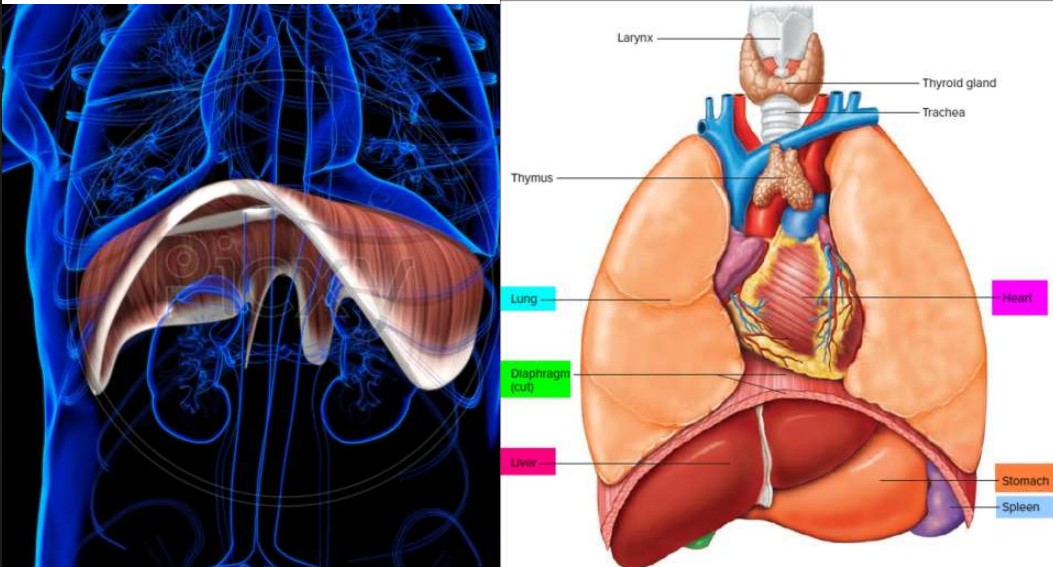 Larynx
Thyroid gland
Trachea
Thymus
Lung
Heart
Diaphragm
(cut)
Liver
Stomach
Spleen